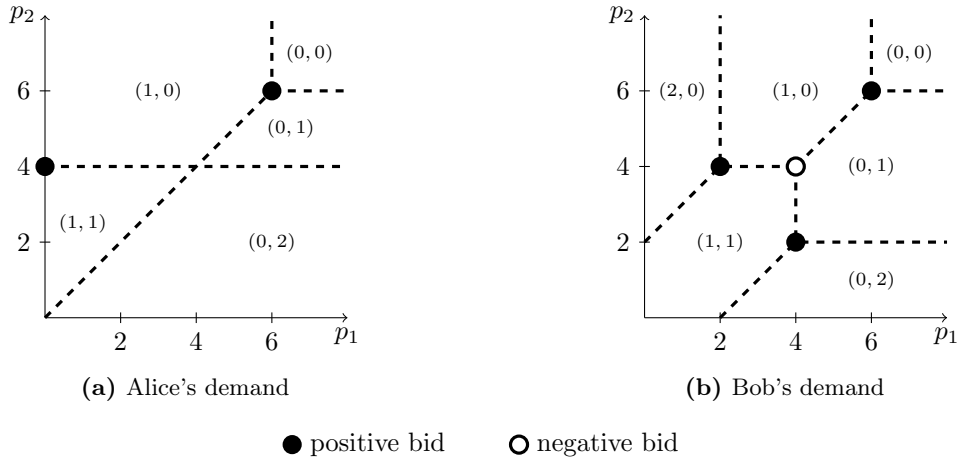 p₂ p₂
(0, 0) (2, 0) (1, 0) (0, 0)
6 (1, 0) 6
(0, 1)
4 4 (0, 1)
(1, 1)
2 (0, 2) 2 (1, 1)
(0, 2)
2 4 6 p₁ 2 4 6 p₁
(a) Alice's demand (b) Bob's demand
positive bid negative bid